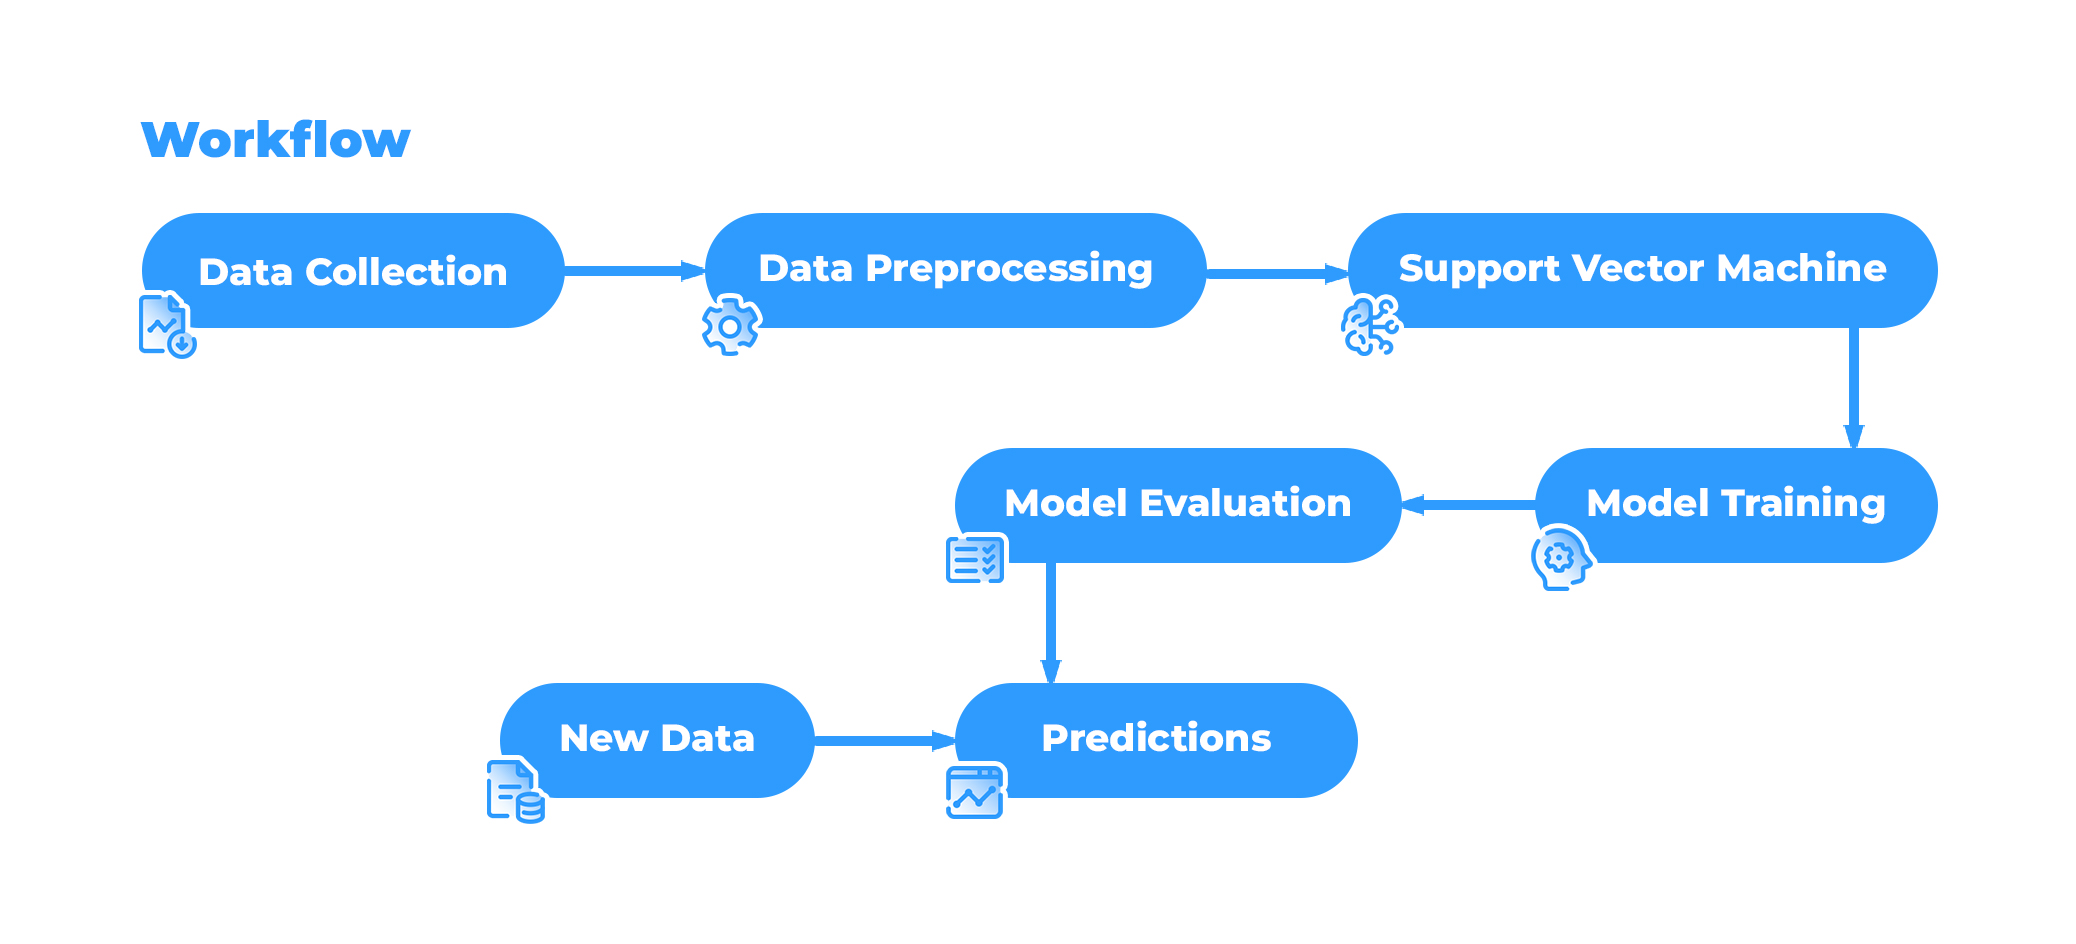 Workflow
Data Collection
Data Preprocessing
Support Vector Machine
Model Training
Model Evaluation
New Data
Predictions